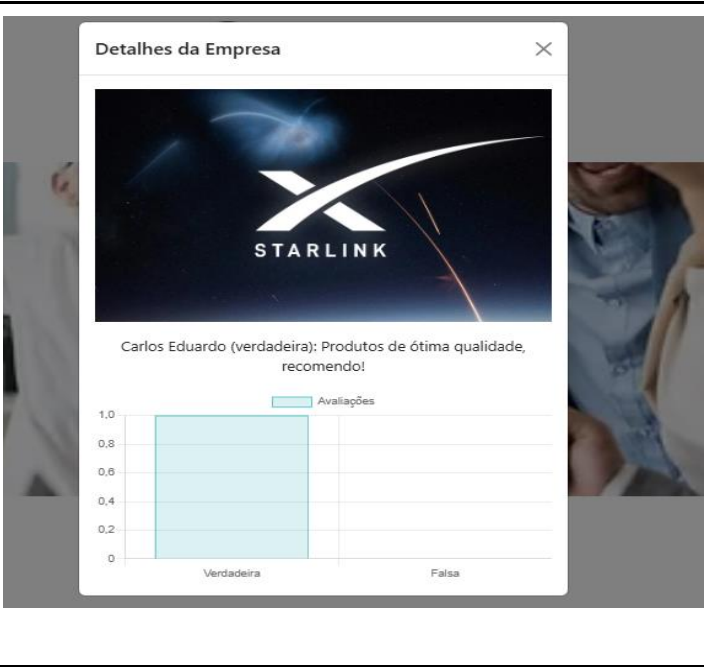 Detalhes da Empresa
STARLINK
Carlos Eduardo (verdadeira): Produtos de ótima qualidade,
recomendo!
Avaliações
1,0
0,8
0,6
0,4
0,2
0
Verdadeira
Falsa